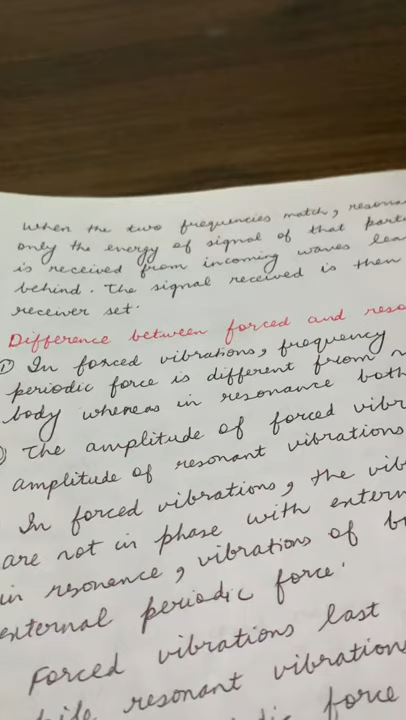 When the two frequencies match, resona
only the energy of signal of that part
is received from incoming waves lea
behind. The signal received is then
receiver set.
Difference between forced and reso
① In forced vibrations, frequency
periodic force is different from n
body whereas in resonance both
The amplitude of forced vibr
amplitude of resonant vibrations
In forced vibrations, the vib
are not in phase with extern
in resonance, vibrations of b
external periodic force.
Forced vibrations last
while resonant vibrations
force